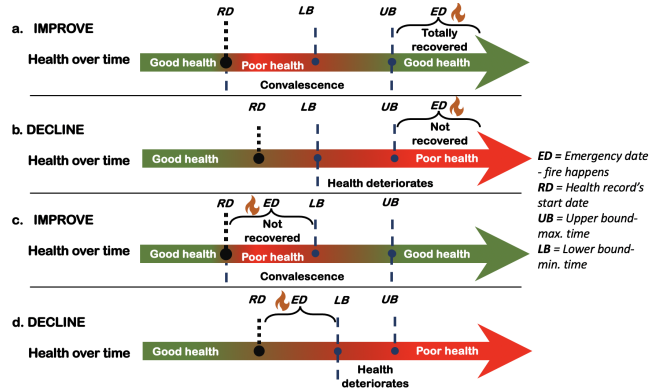 RD LB UB ED
a. IMPROVE
Totally
recovered
Health over time Good health Poor health Good health
Convalescence
RD LB UB ED
b. DECLINE
Not
recovered
Health over time Good health Poor health
Health deteriorates
RD ED LB UB
c. IMPROVE
Not
recovered
Health over time Good health Poor health Good health
Convalescence
RD ED LB UB
d. DECLINE
Health over time Good health Poor health
Health
deteriorates
ED = Emergency date
- fire happens
RD = Health record's
start date
UB = Upper bound-
max. time
LB = Lower bound-
min. time